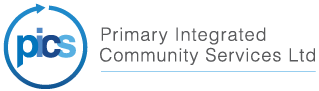 pics
Primary Integrated
Community Services Ltd